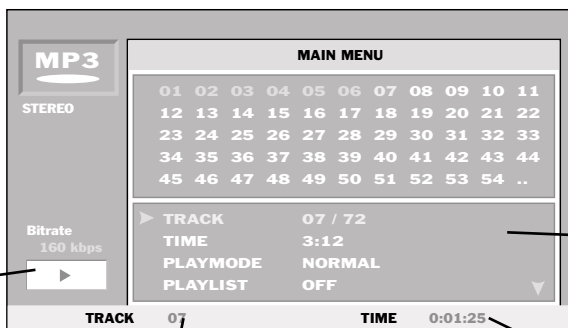 MP3
STEREO
MAIN MENU
01 02 03 04 05 06 07 08 09 10 11
12 13 14 15 16 17 18 19 20 21 22
23 24 25 26 27 28 29 30 31 32 33
34 35 36 37 38 39 40 41 42 43 44
45 46 47 48 49 50 51 52 53 54 ..
Bitrate
160 kbps
TRACK 07 / 72
TIME 3:12
PLAYMODE NORMAL
PLAYLIST OFF
TRACK 07 TIME 0:01:25